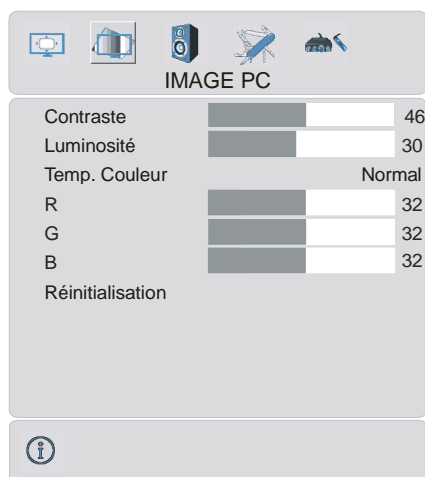 IMAGE PC
Contraste 46
Luminosité 30
Temp. Couleur Normal
R 32
G 32
B 32
Réinitialisation